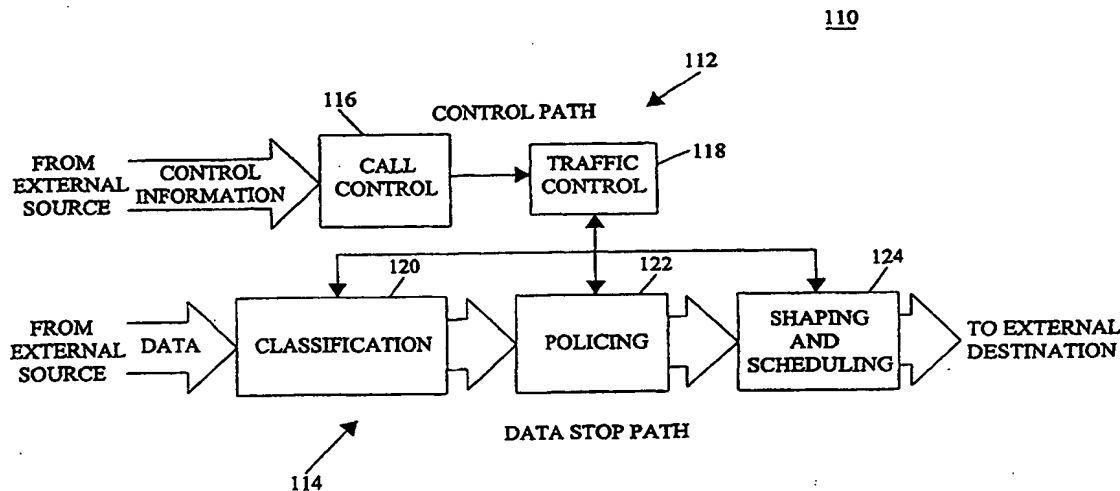 110
112
116
CONTROL PATH
FROM
EXTERNAL
SOURCE
CONTROL
INFORMATION
CALL
CONTROL
TRAFFIC
CONTROL
118
120
122
124
FROM
EXTERNAL
SOURCE
DATA
CLASSIFICATION
POLICING
SHAPING
AND
SCHEDULING
TO EXTERNAL
DESTINATION
DATA STOP PATH
114